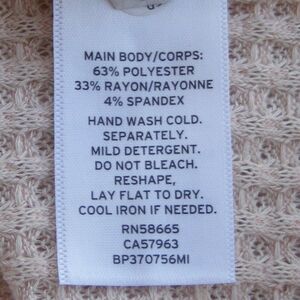 MAIN BODY/CORPS:
63% POLYESTER
33% RAYON/RAYONNE
4% SPANDEX
HAND WASH COLD.
SEPARATELY.
MILD DETERGENT.
DO NOT BLEACH.
RESHAPE,
LAY FLAT TO DRY.
COOL IRON IF NEEDED.
RN58665
CA57963
BP370756MI